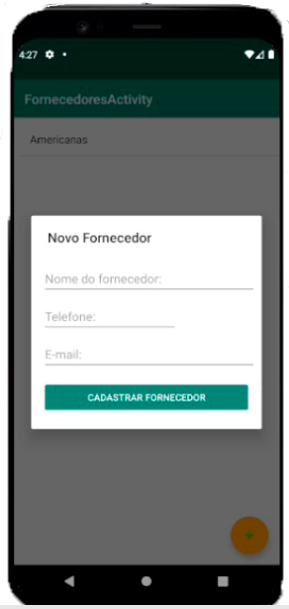 4:27
FornecedoresActivity
Americanas
Novo Fornecedor
Nome do fornecedor:
Telefone:
E-mail:
CADASTRAR FORNECEDOR
+